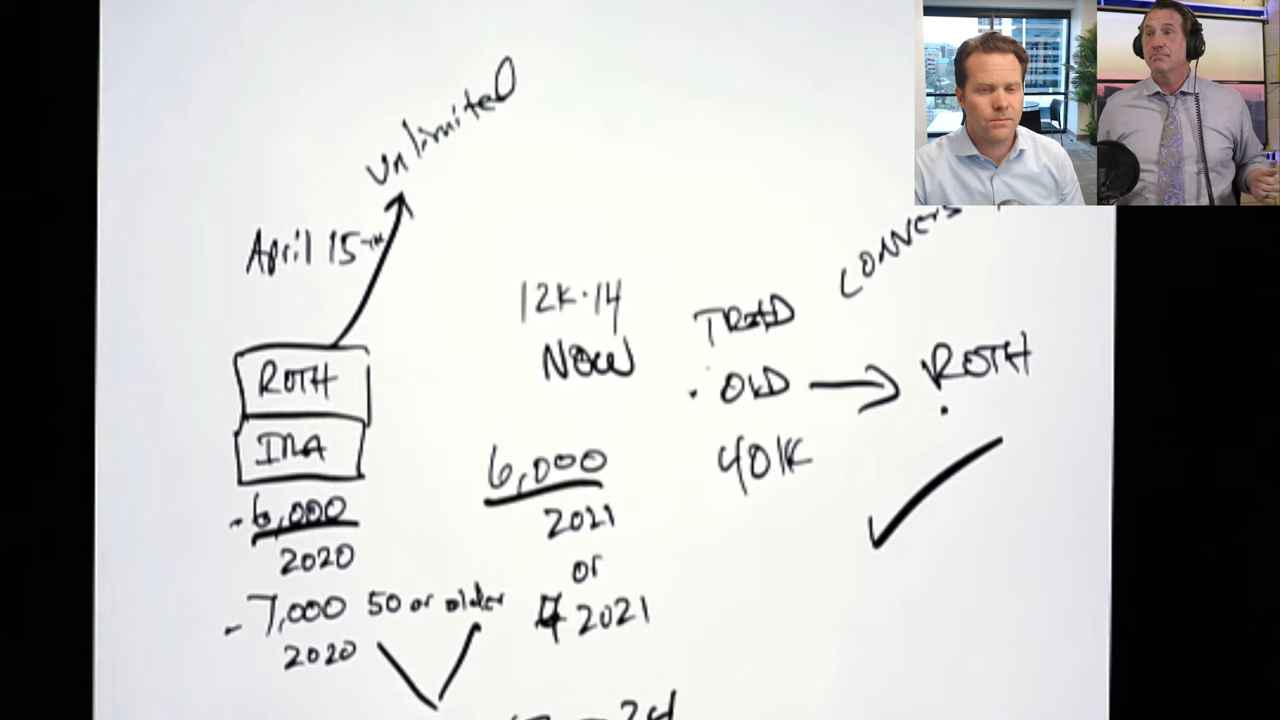 unlimited
April 15TH
ROTH
IRA
- 6,000
2020
- 7,000 50 or older
2020
12K · 14
NOW
6,000
2021
or
2021
TRAD
· OLD → ROTH
401K